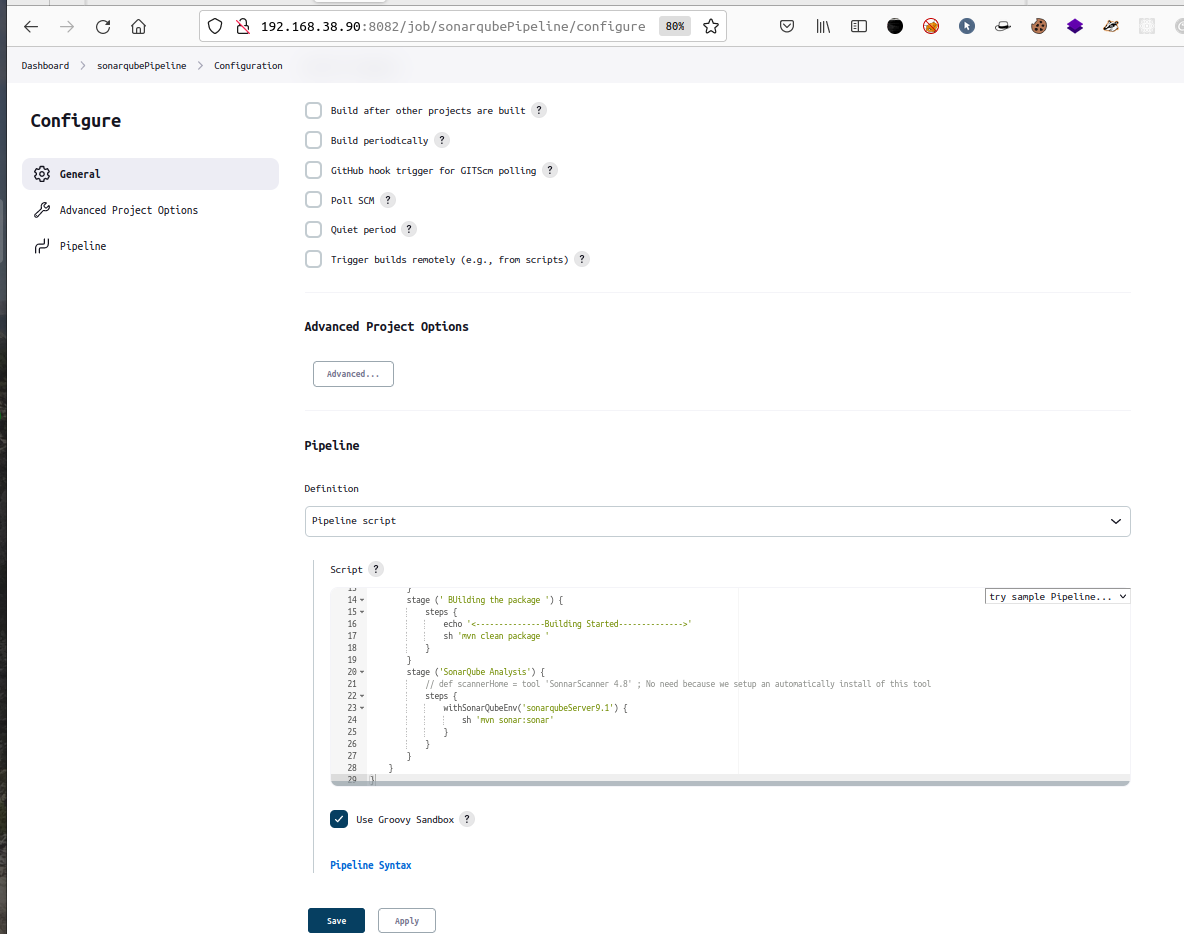 192.168.38.90:8082/job/sonarqubePipeline/configure 80%
Dashboard > sonarqubePipeline > Configuration
Configure
General
Advanced Project Options
Pipeline
Build after other projects are built ?
Build periodically ?
GitHub hook trigger for GITScm polling ?
Poll SCM ?
Quiet period ?
Trigger builds remotely (e.g., from scripts) ?
Advanced Project Options
Advanced...
Pipeline
Definition
Pipeline script
Script ?
try sample Pipeline...
13 }
14 stage (' BUilding the package ') {
15 steps {
16 echo '<---------------Building Started-------------->'
17 sh 'mvn clean package '
18 }
19 }
20 stage ('SonarQube Analysis') {
21 // def scannerHome = tool 'SonnarScanner 4.8' ; No need because we setup an automatically install of this tool
22 steps {
23 withSonarQubeEnv('sonarqubeServer9.1') {
24 sh 'mvn sonar:sonar'
25 }
26 }
27 }
28 }
29 }
Use Groovy Sandbox ?
Pipeline Syntax
Save
Apply